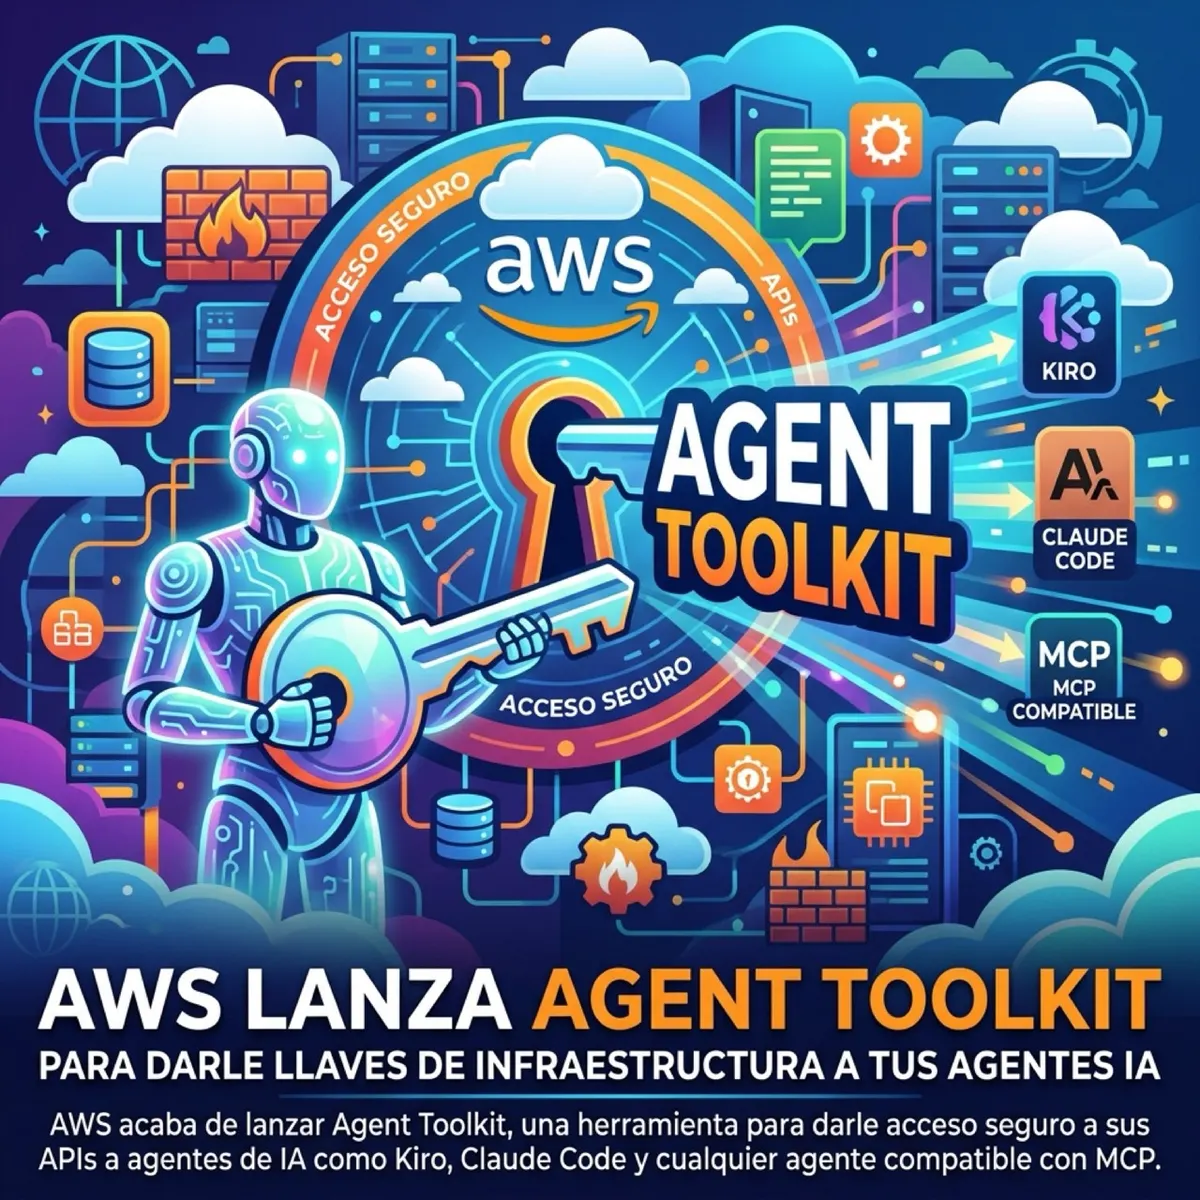 ACCESO SEGURO
aws
APIs
KIRO
AGENT
TOOLKIT
CLAUDE
CODE
MCP
MCP
COMPATIBLE
ACCESO SEGURO
AWS LANZA AGENT TOOLKIT
PARA DARLE LLAVES DE INFRAESTRUCTURA A TUS AGENTES IA
AWS acaba de lanzar Agent Toolkit, una herramienta para darle acceso seguro a sus
APIs a agentes de IA como Kiro, Claude Code y cualquier agente compatible con MCP.